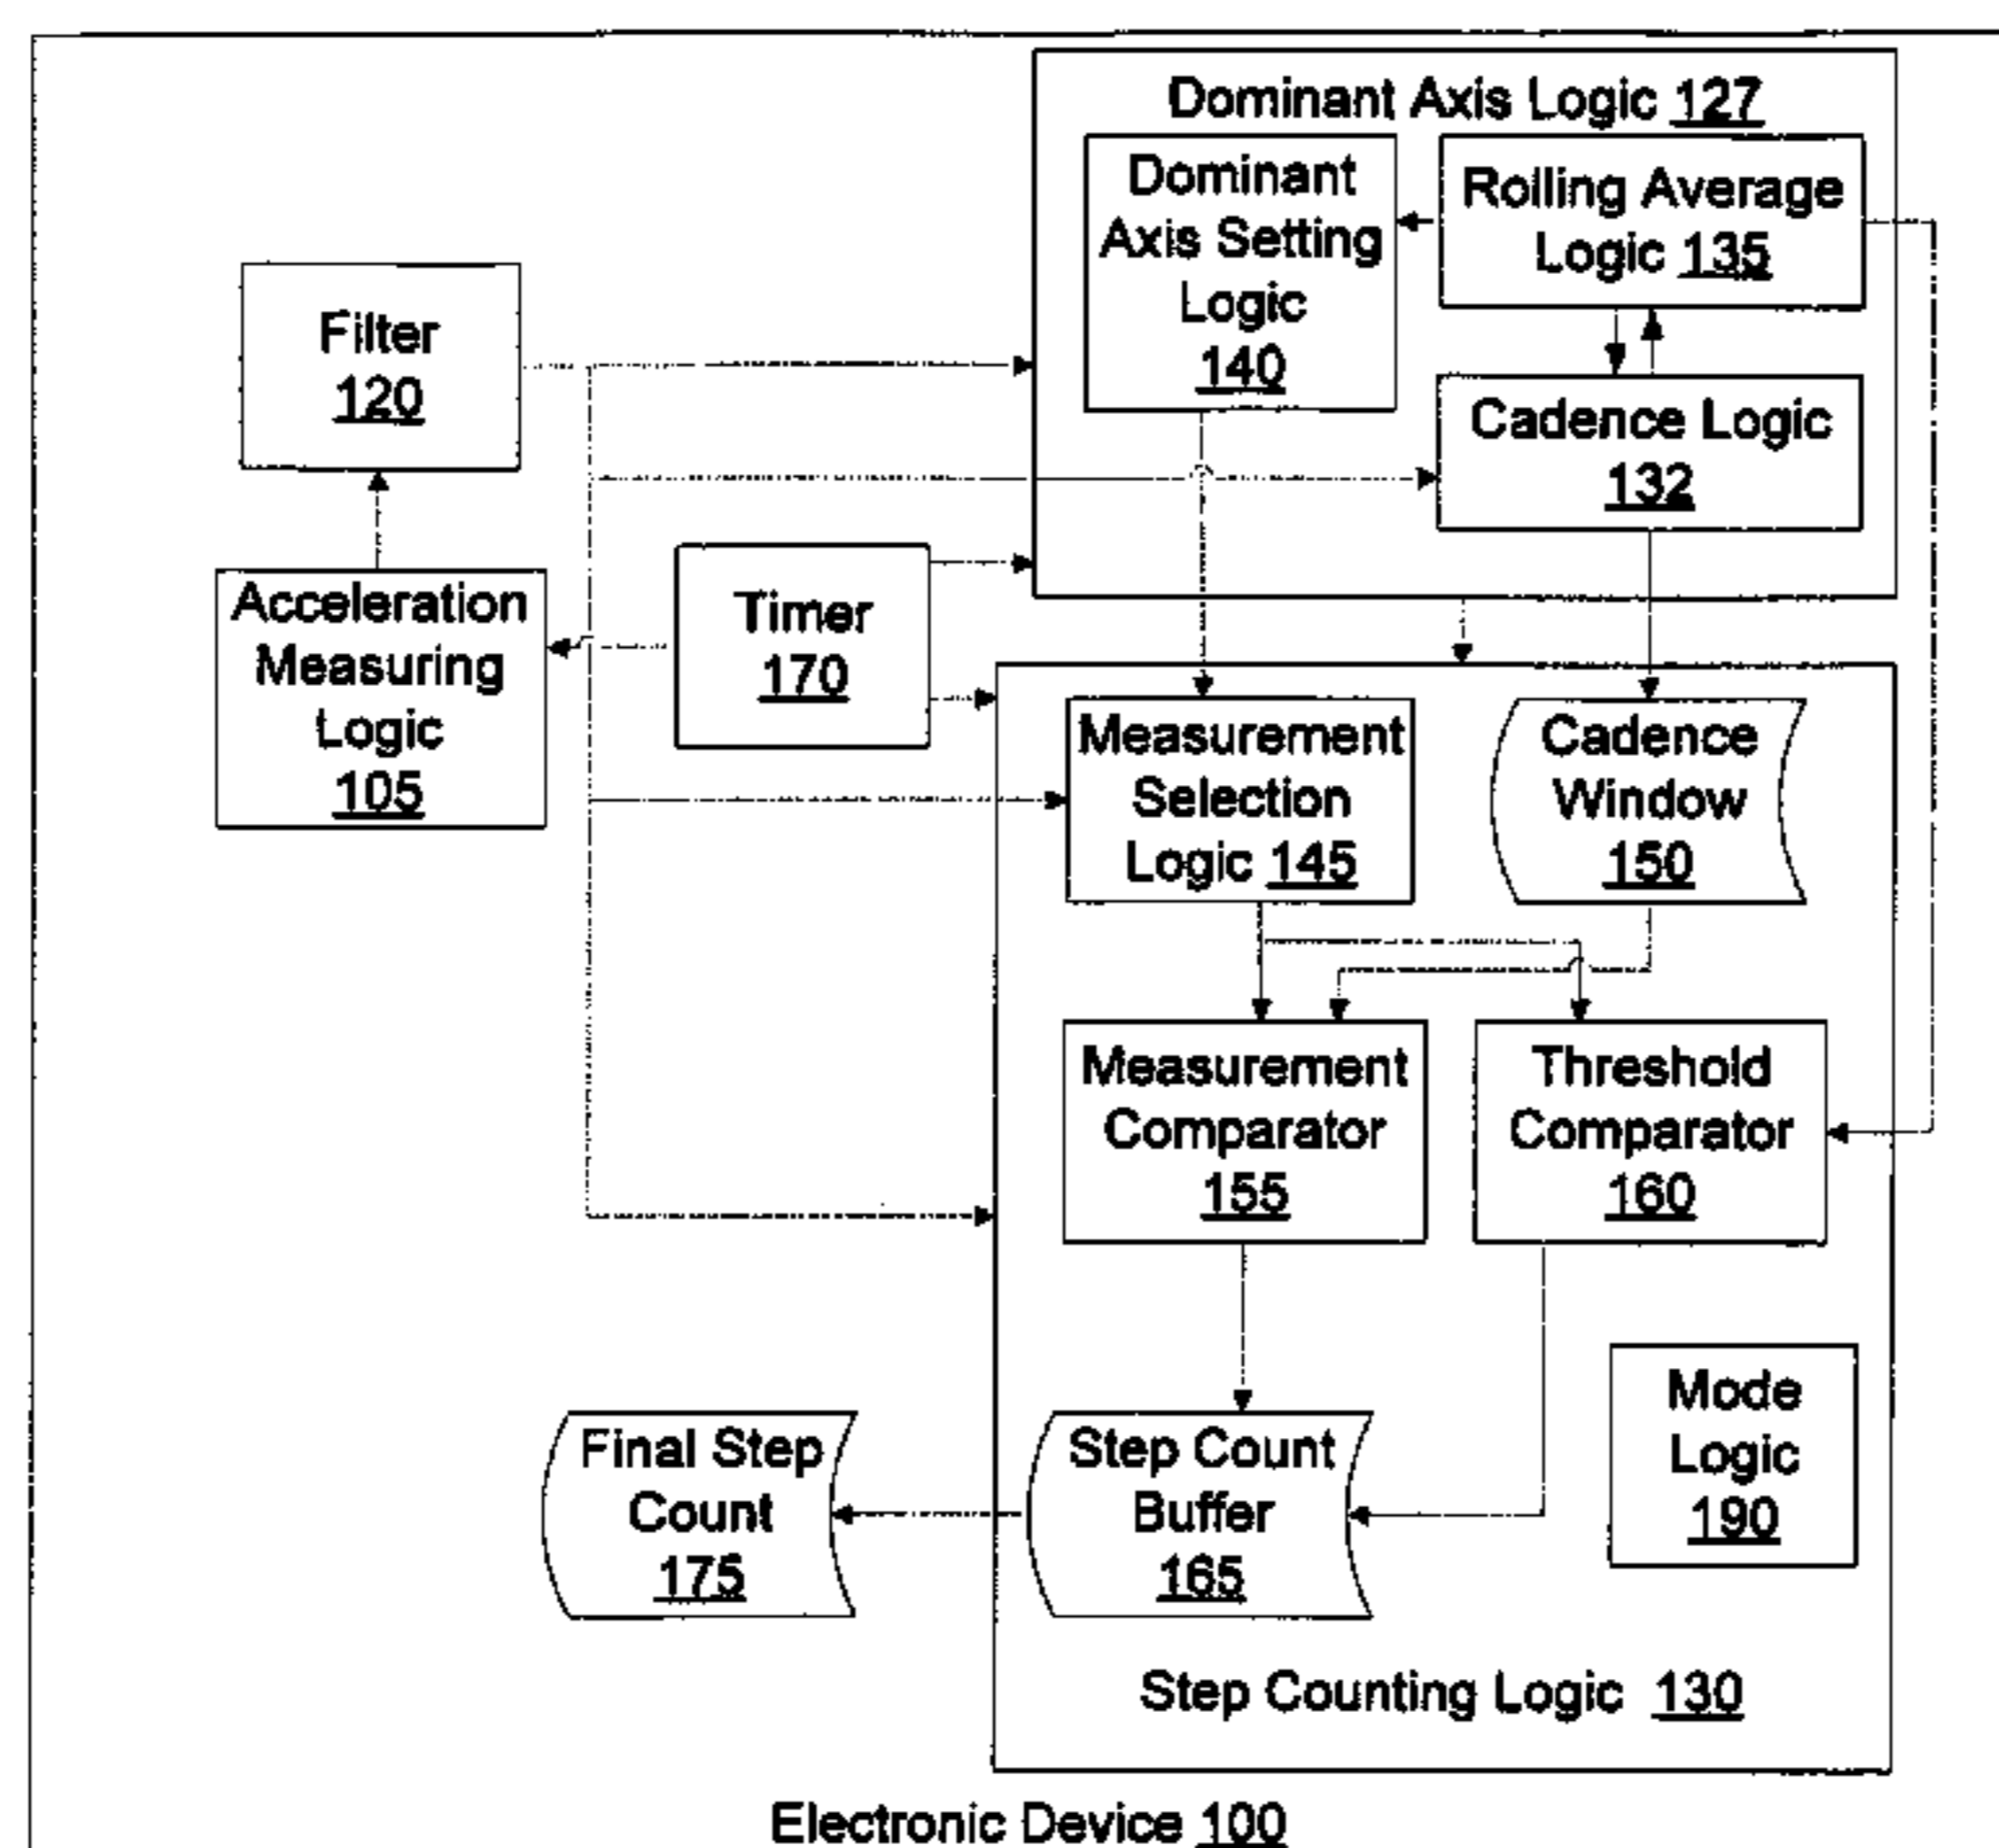 Dominant Axis Logic 127
Dominant
Axis Setting
Logic
140
Rolling Average
Logic 135
Cadence Logic
132
Filter
120
Acceleration
Measuring
Logic
105
Timer
170
Measurement
Selection
Logic 145
Cadence
Window
150
Measurement
Comparator
155
Threshold
Comparator
160
Mode
Logic
190
Final Step
Count
175
Step Count
Buffer
165
Step Counting Logic 130
Electronic Device 100